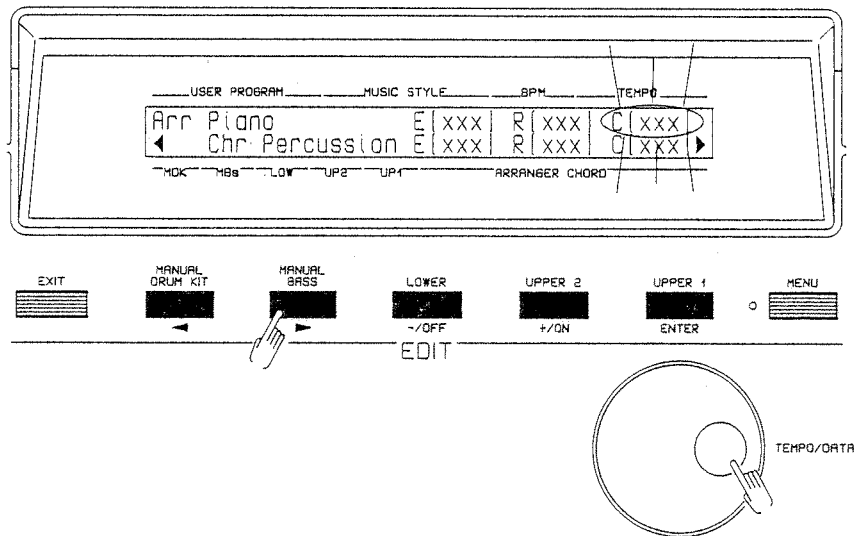 USER PROGRAM MUSIC STYLE BPM TEMPO
Arr Piano E[xxx] R[xxx] C[xxx]
◄ Chr Percussion E[xxx] R[xxx] C[xxx] ►
MDK MBs LOW UP2 UP1 ARRANGER CHORD
EXIT MANUAL DRUM KIT MANUAL BASS LOWER UPPER 2 UPPER 1 MENU
◄ ► -/OFF +/ON ENTER
EDIT
TEMPO/DATA